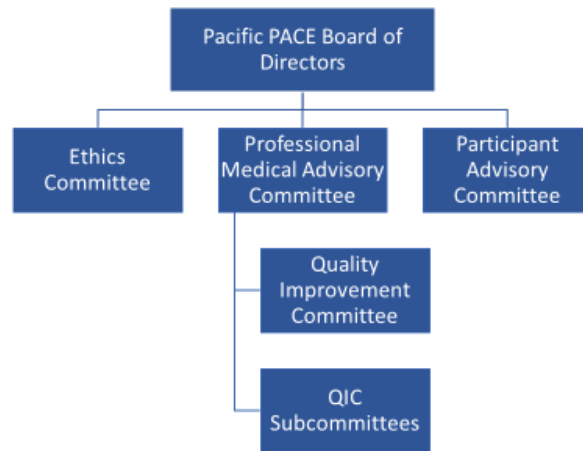 Pacific PACE Board of
Directors
Ethics
Committee
Professional
Medical Advisory
Committee
Participant
Advisory
Committee
Quality
Improvement
Committee
QIC
Subcommittees